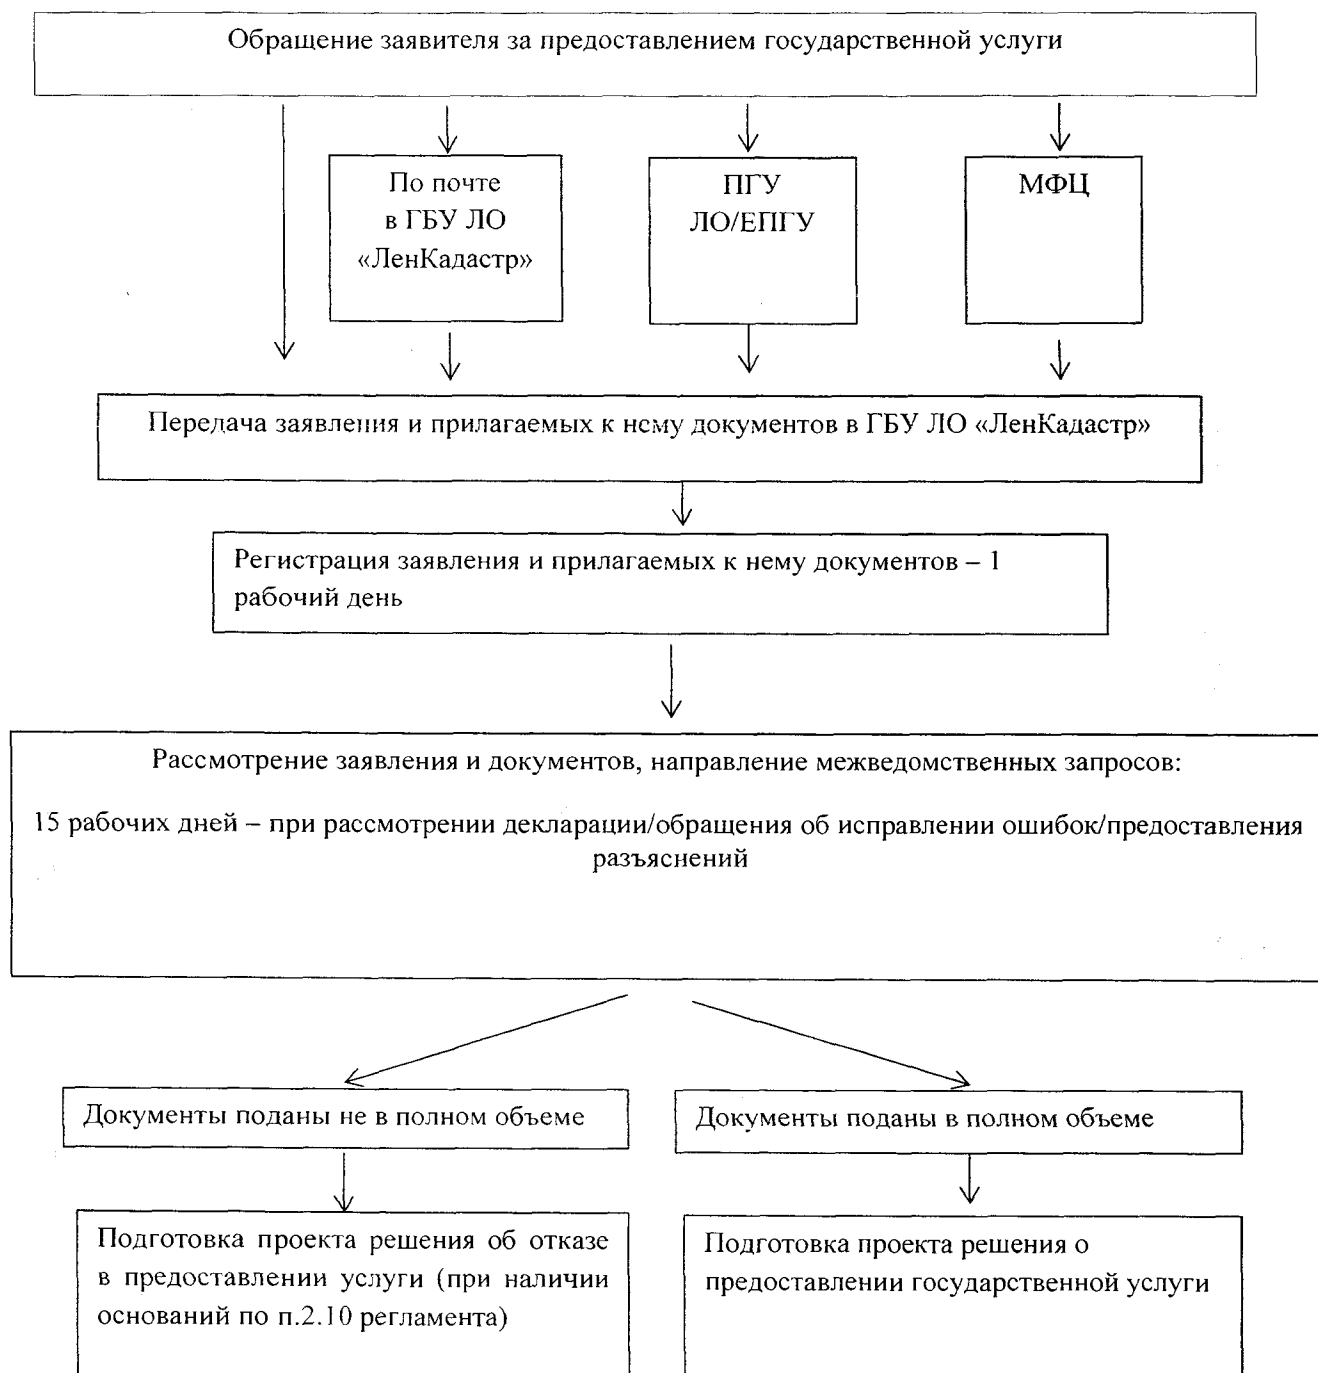 Обращение заявителя за предоставлением государственной услуги
По почте
в ГБУ ЛО
«ЛенКадастр»
ПГУ
ЛО/ЕПГУ
МФЦ
Передача заявления и прилагаемых к нему документов в ГБУ ЛО «ЛенКадастр»
Регистрация заявления и прилагаемых к нему документов – 1
рабочий день
Рассмотрение заявления и документов, направление межведомственных запросов:
15 рабочих дней – при рассмотрении декларации/обращения об исправлении ошибок/предоставления
разъяснений
Документы поданы не в полном объеме
Документы поданы в полном объеме
Подготовка проекта решения об отказе
в предоставлении услуги (при наличии
оснований по п.2.10 регламента)
Подготовка проекта решения о
предоставлении государственной услуги